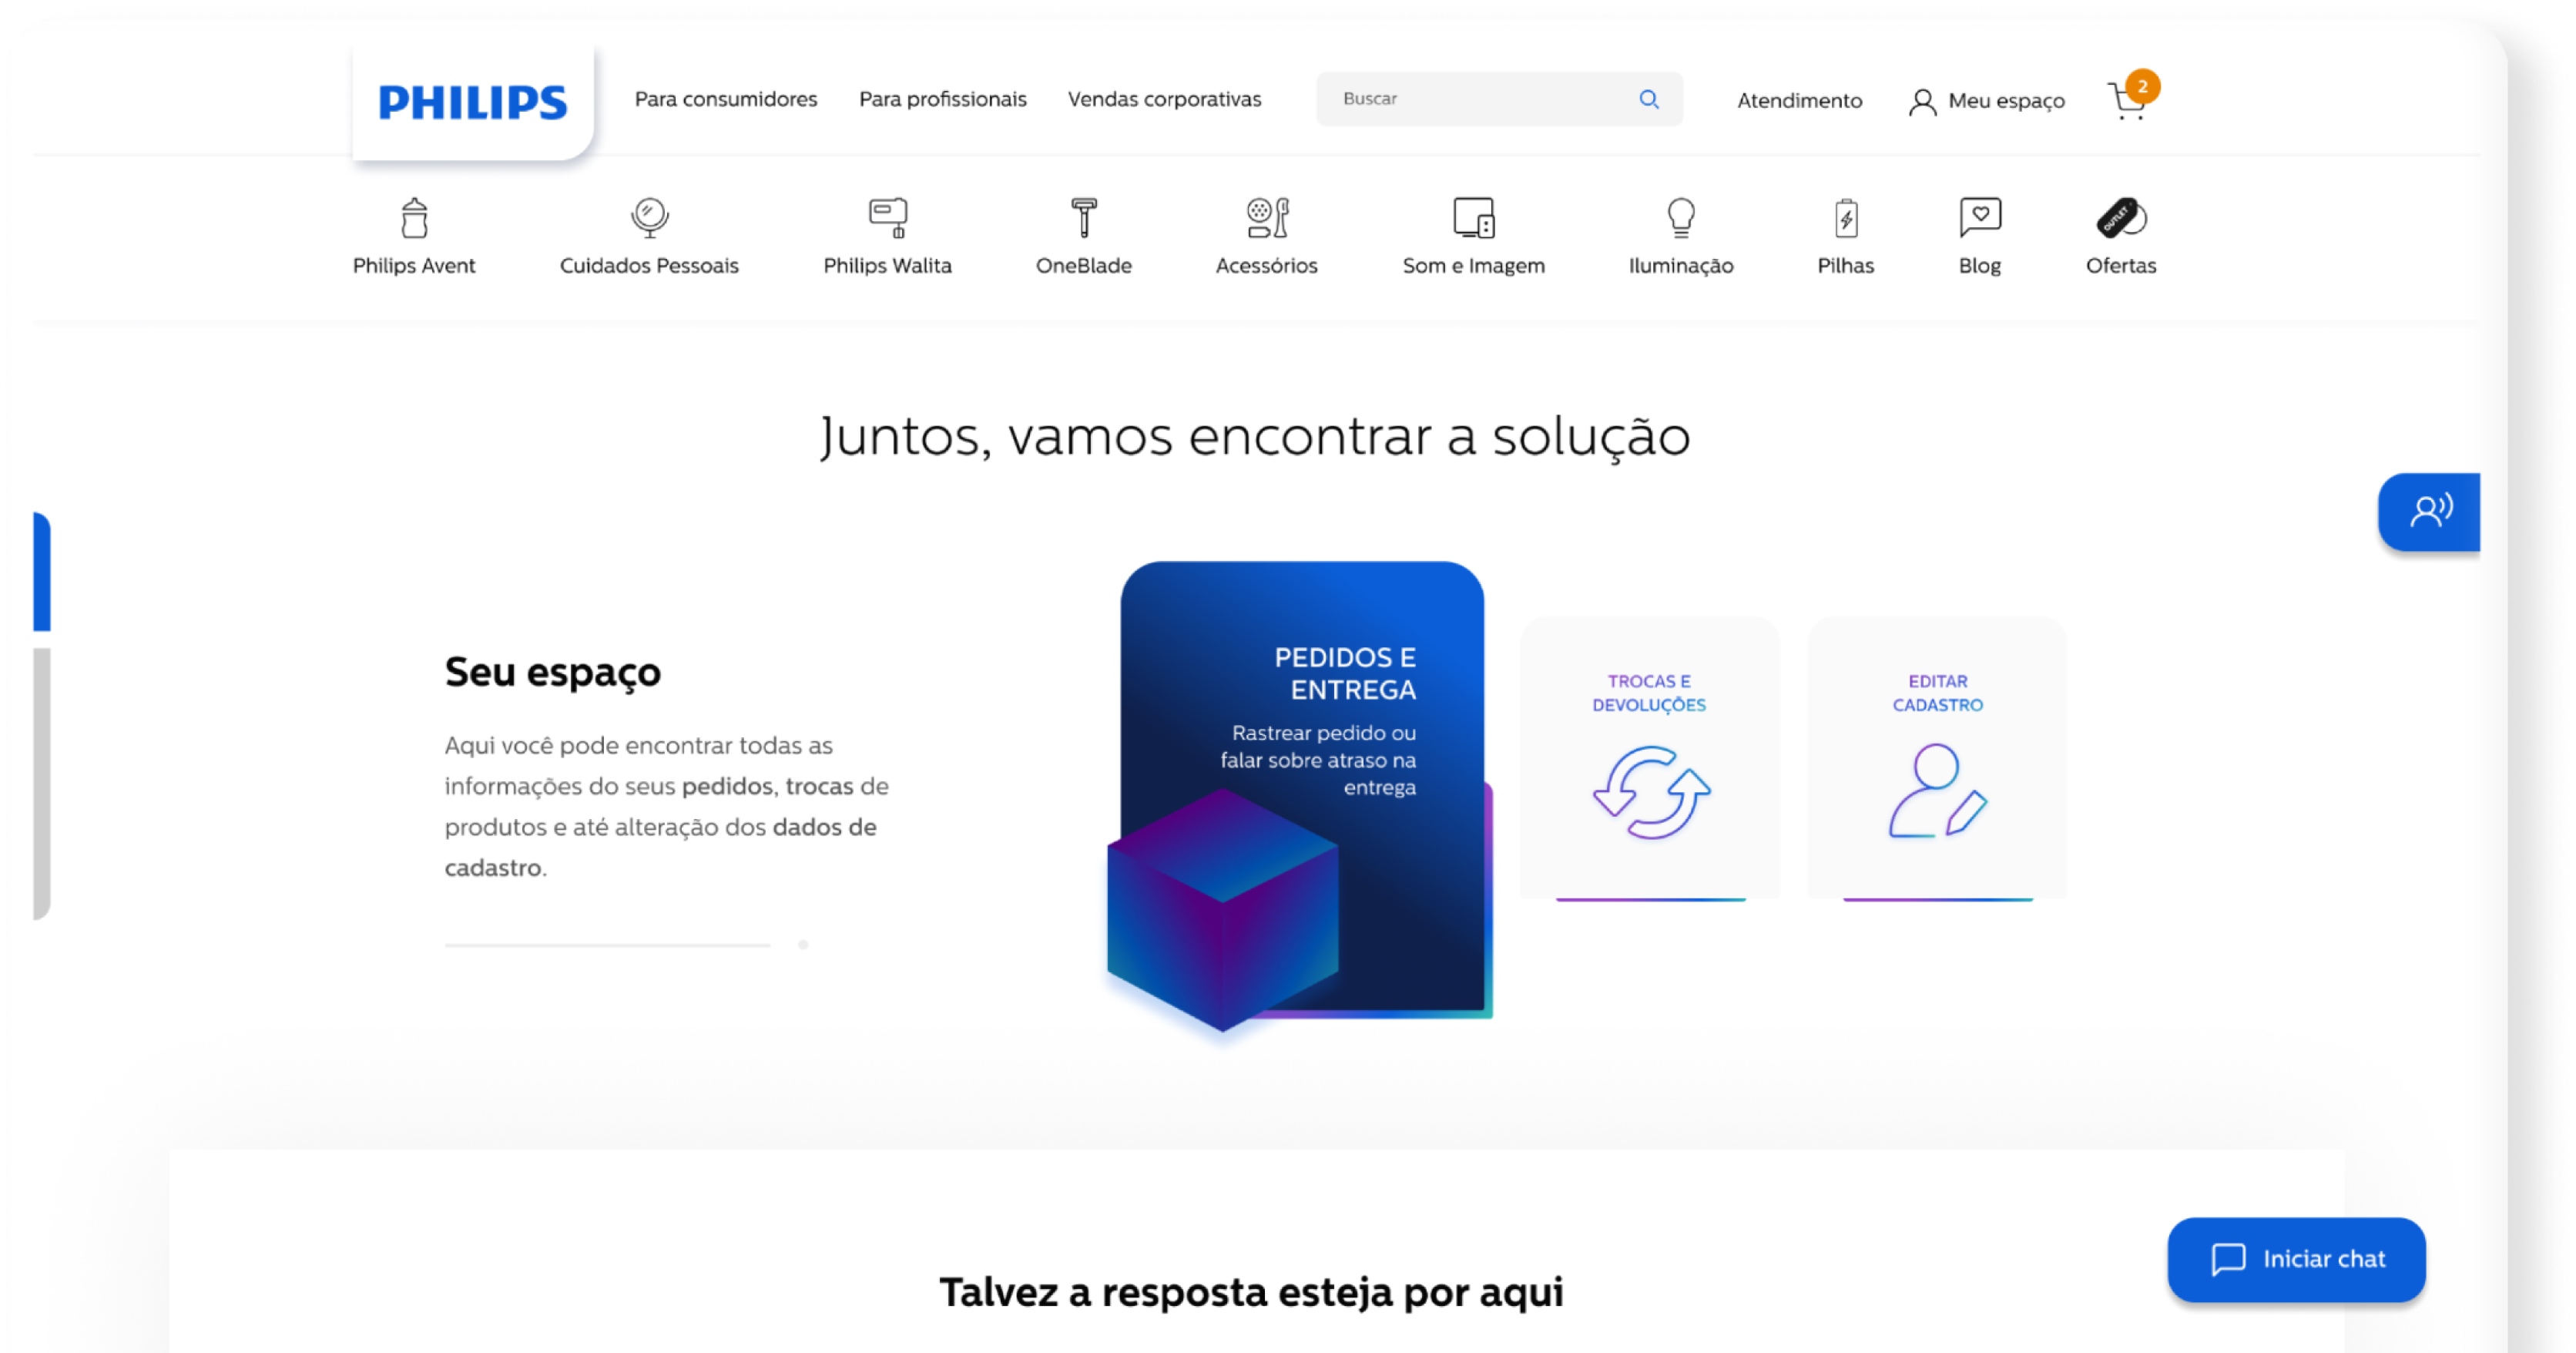 PHILIPS
Para consumidores
Para profissionais
Vendas corporativas
Buscar
Atendimento
Meu espaço
2
Philips Avent
Cuidados Pessoais
Philips Walita
OneBlade
Acessórios
Som e Imagem
Iluminação
Pilhas
Blog
OUTLET
Ofertas
Juntos, vamos encontrar a solução
Seu espaço
Aqui você pode encontrar todas as
informações do seus pedidos, trocas de
produtos e até alteração dos dados de
cadastro.
PEDIDOS E
ENTREGA
Rastrear pedido ou
falar sobre atraso na
entrega
TROCAS E
DEVOLUÇÕES
EDITAR
CADASTRO
Iniciar chat
Talvez a resposta esteja por aqui